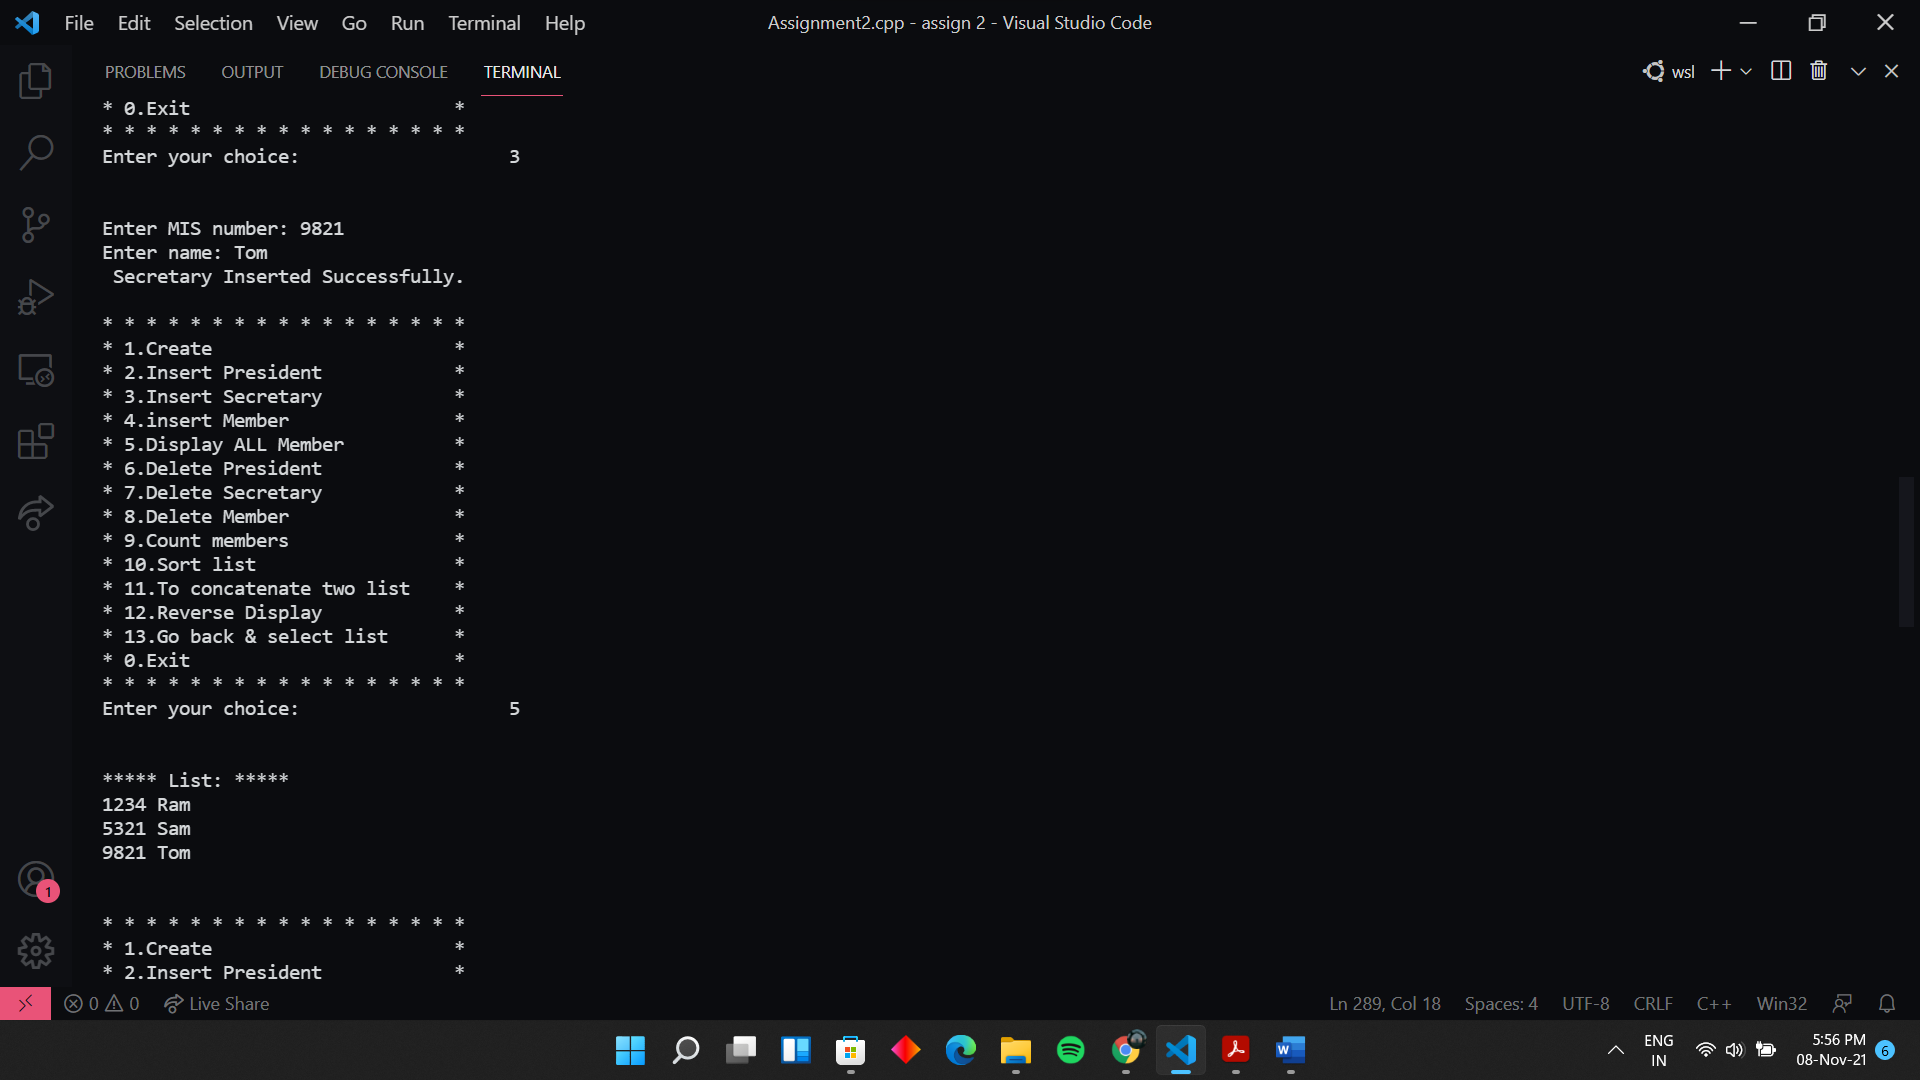 File Edit Selection View Go Run Terminal Help
Assignment2.cpp - assign 2 - Visual Studio Code
PROBLEMS OUTPUT DEBUG CONSOLE TERMINAL
wsl
* 0.Exit *
* * * * * * * * * * * * * * * * *
Enter your choice: 3
Enter MIS number: 9821
Enter name: Tom
Secretary Inserted Successfully.
* * * * * * * * * * * * * * * * *
* 1.Create *
* 2.Insert President *
* 3.Insert Secretary *
* 4.insert Member *
* 5.Display ALL Member *
* 6.Delete President *
* 7.Delete Secretary *
* 8.Delete Member *
* 9.Count members *
* 10.Sort list *
* 11.To concatenate two list *
* 12.Reverse Display *
* 13.Go back & select list *
* 0.Exit *
* * * * * * * * * * * * * * * * *
Enter your choice: 5
***** List: *****
1234 Ram
5321 Sam
9821 Tom
* * * * * * * * * * * * * * * * *
* 1.Create *
* 2.Insert President *
1
0 0 Live Share
Ln 289, Col 18 Spaces: 4 UTF-8 CRLF C++ Win32
W
ENG
IN
5:56 PM
08-Nov-21
6